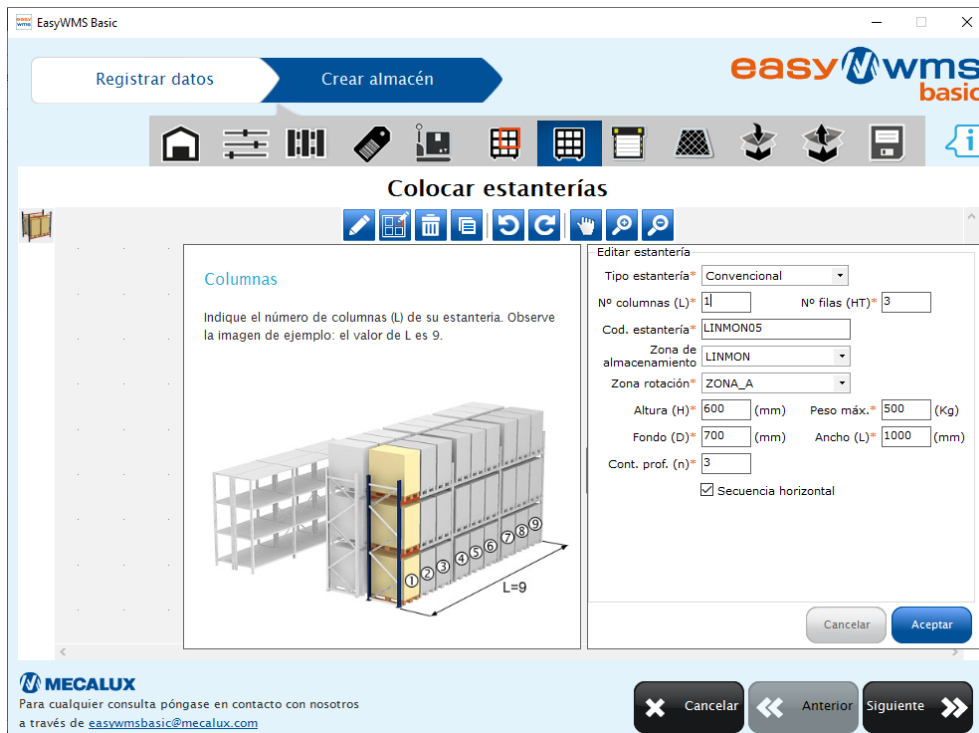 EasyWMS Basic
Registrar datos
Crear almacén
easy wms
basic
Colocar estanterías
Columnas
Indique el número de columnas (L) de su estanteria. Observe
la imagen de ejemplo: el valor de L es 9.
1 2 3 4 5 6 7 8 9
L=9
Editar estantería
Tipo estantería* Convencional
Nº columnas (L)* 1 Nº filas (HT)* 3
Cod. estantería* LINMON05
Zona de
almacenamiento LINMON
Zona rotación* ZONA_A
Altura (H)* 600 (mm) Peso máx.* 500 (Kg)
Fondo (D)* 700 (mm) Ancho (L)* 1000 (mm)
Cont. prof. (n)* 3
Secuencia horizontal
Cancelar Aceptar
MECALUX
Para cualquier consulta póngase en contacto con nosotros
a través de easywmsbasic@mecalux.com
Cancelar Anterior Siguiente